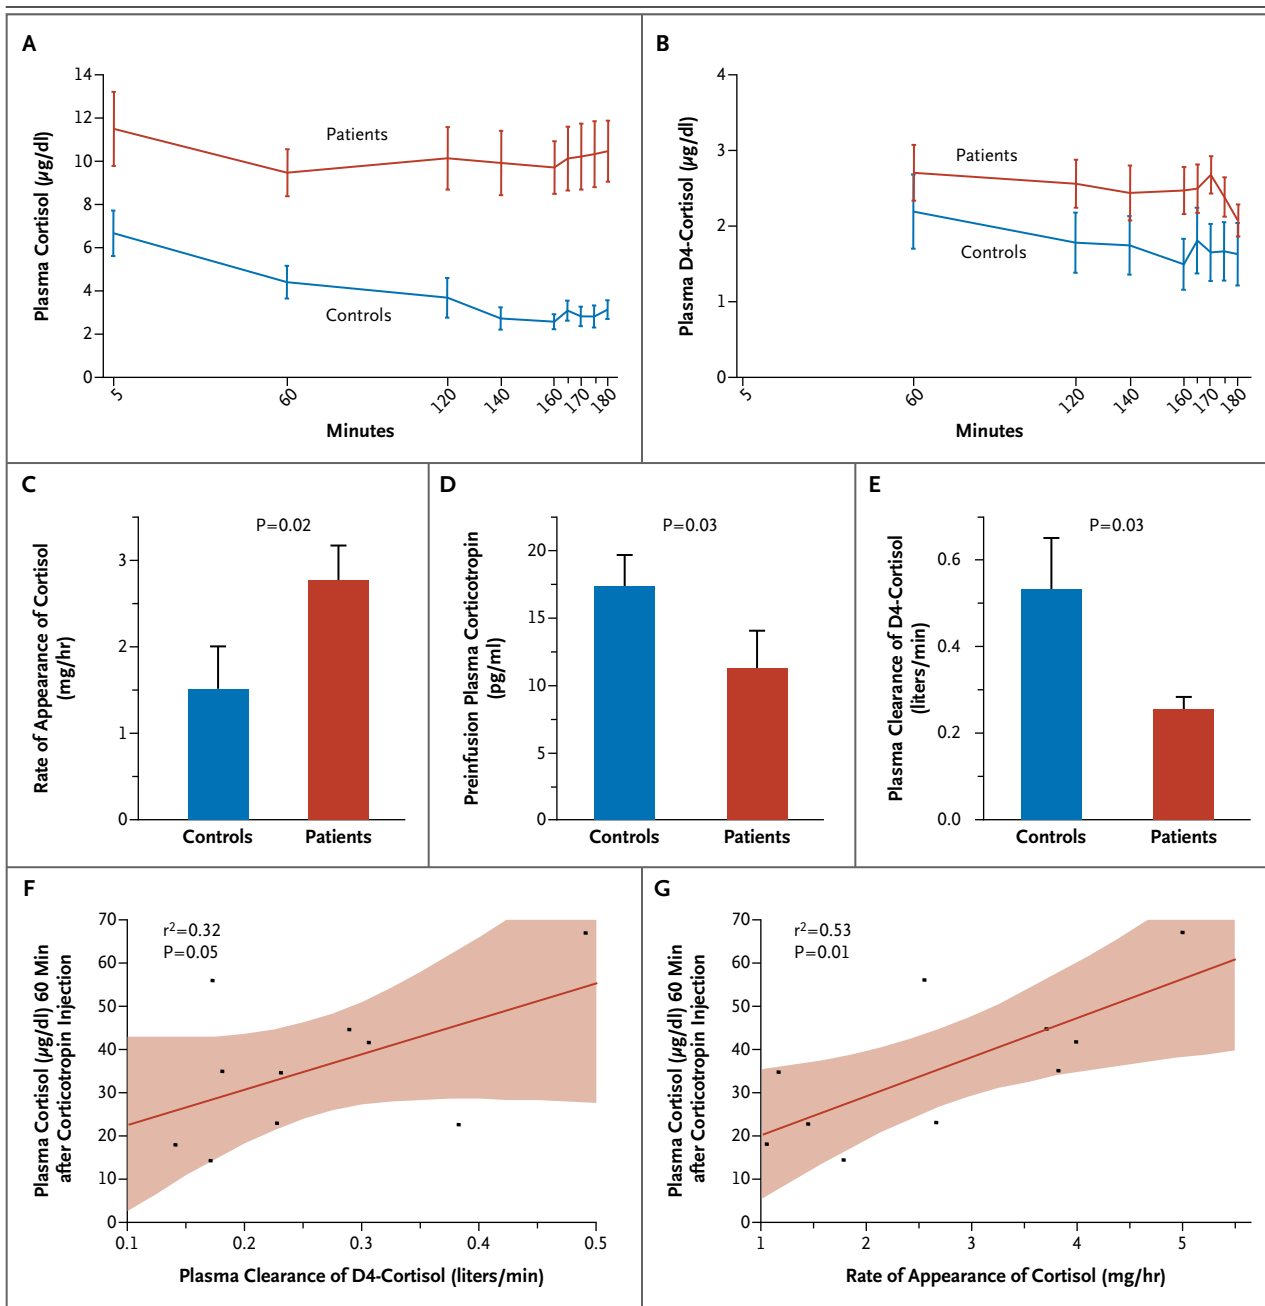 A
Plasma Cortisol (µg/dl)
14
12
10
8
6
4
2
0
Patients
Controls
5
60
120
140
160
170
180
Minutes
B
Plasma D4-Cortisol (µg/dl)
4
3
2
1
0
Patients
Controls
5
60
120
140
160
170
180
Minutes
C
Rate of Appearance of Cortisol
(mg/hr)
3
2
1
0
P=0.02
Controls
Patients
D
Preinfusion Plasma Corticotropin
(pg/ml)
20
15
10
5
0
P=0.03
Controls
Patients
E
Plasma Clearance of D4-Cortisol
(liters/min)
0.6
0.4
0.2
0.0
P=0.03
Controls
Patients
F
Plasma Cortisol (µg/dl) 60 Min
after Corticotropin Injection
70
60
50
40
30
20
10
0
r²=0.32
P=0.05
0.1
0.2
0.3
0.4
0.5
Plasma Clearance of D4-Cortisol (liters/min)
G
Plasma Cortisol (µg/dl) 60 Min
after Corticotropin Injection
70
60
50
40
30
20
10
0
r²=0.53
P=0.01
1
2
3
4
5
Rate of Appearance of Cortisol (mg/hr)